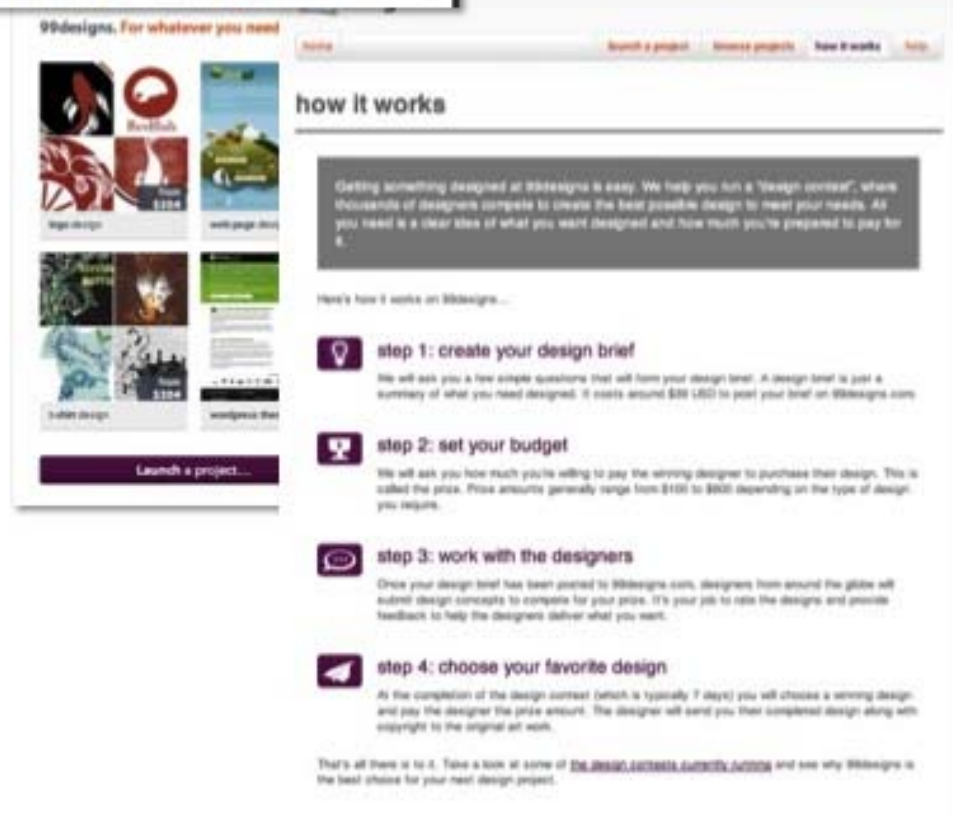 99designs. For whatever you need
RedHub
from
$204
logo design
web page desig
from
$204
t-shirt design
wordpress the
Launch a project...
home
launch a project
browse projects
how it works
help
how it works
Getting something designed at 99designs is easy. We help you run a "design contest", where
thousands of designers compete to create the best possible design to meet your needs. All
you need is a clear idea of what you want designed and how much you're prepared to pay for
it.
Here's how it works on 99designs...
step 1: create your design brief
We will ask you a few simple questions that will form your design brief. A design brief is just a
summary of what you need designed. It costs around $39 USD to post your brief on 99designs.com.
step 2: set your budget
We will ask you how much you're willing to pay the winning designer to purchase their design. This is
called the prize. Prize amounts generally range from $100 to $600 depending on the type of design
you require.
step 3: work with the designers
Once your design brief has been posted to 99designs.com, designers from around the globe will
submit design concepts to compete for your prize. It's your job to rate the designs and provide
feedback to help the designers deliver what you want.
step 4: choose your favorite design
At the completion of the design contest (which is typically 7 days) you will choose a winning design
and pay the designer the prize amount. The designer will send you their completed design along with
copyright to the original art work.
That's all there is to it. Take a look at some of the design contests currently running and see why 99designs is
the best choice for your next design project.